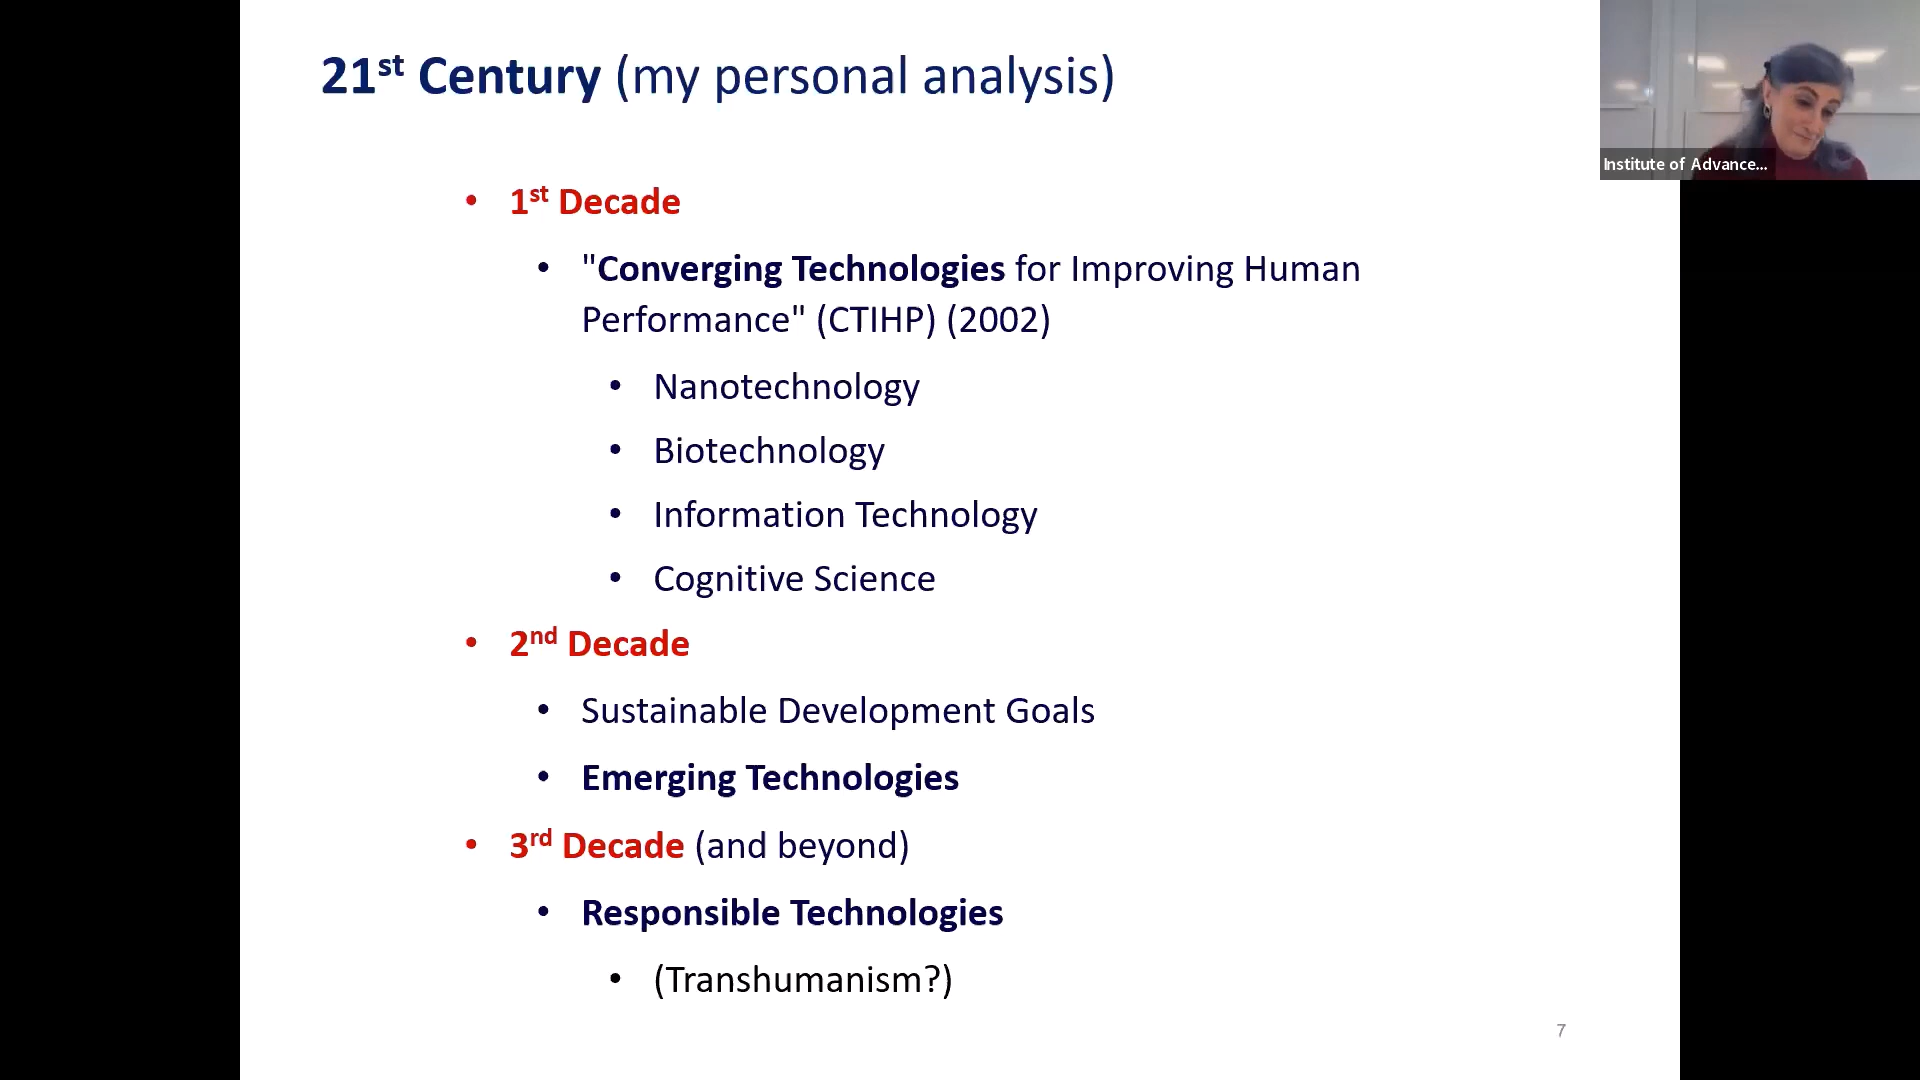 21st Century (my personal analysis)
Institute of Advance...
• 1st Decade
• "Converging Technologies for Improving Human
Performance" (CTIHP) (2002)
• Nanotechnology
• Biotechnology
• Information Technology
• Cognitive Science
• 2nd Decade
• Sustainable Development Goals
• Emerging Technologies
• 3rd Decade (and beyond)
• Responsible Technologies
• (Transhumanism?)
7